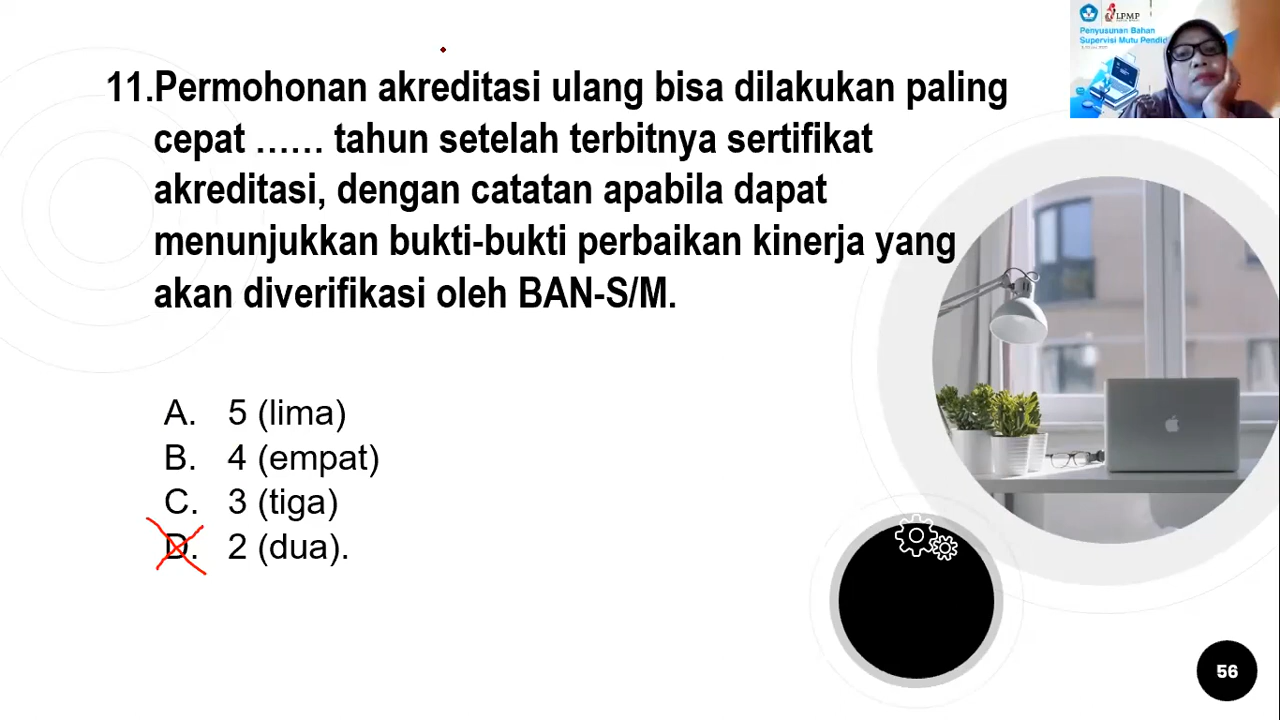 11.Permohonan akreditasi ulang bisa dilakukan paling
cepat …… tahun setelah terbitnya sertifikat
akreditasi, dengan catatan apabila dapat
menunjukkan bukti-bukti perbaikan kinerja yang
akan diverifikasi oleh BAN-S/M.
A. 5 (lima)
B. 4 (empat)
C. 3 (tiga)
D. 2 (dua).
LPMP
Penyusunan Bahan
Supervisi Mutu Pendid
56